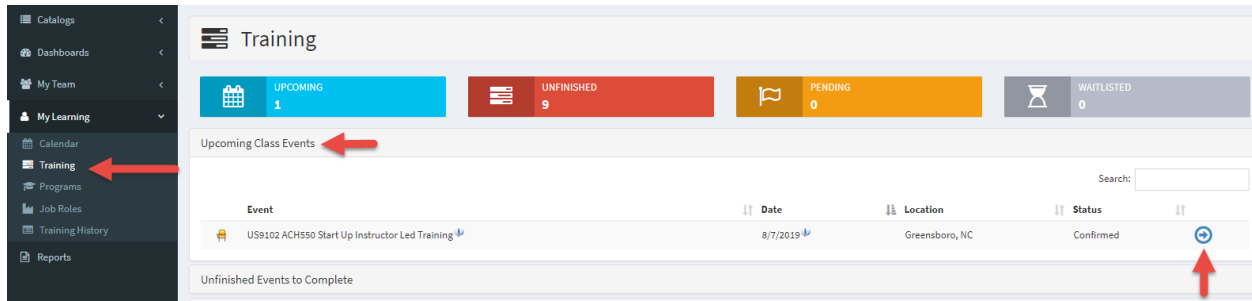 Catalogs
Dashboards
My Team
My Learning
Calendar
Training
Programs
Job Roles
Training History
Reports
Training
UPCOMING
1
UNFINISHED
9
PENDING
0
WAITLISTED
0
Upcoming Class Events
Search:
Event Date Location Status
US9102 ACH550 Start Up Instructor Led Training 8/7/2019 Greensboro, NC Confirmed
Unfinished Events to Complete